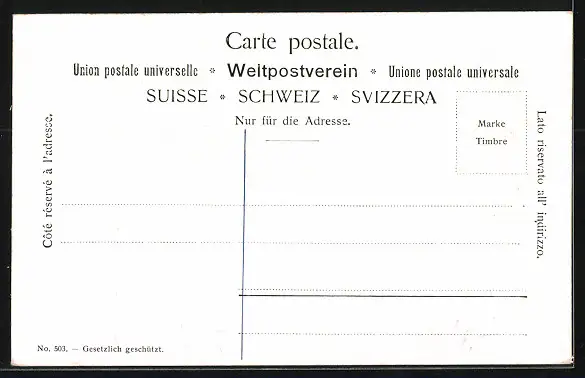 Carte postale.
Union postale universelle * Weltpostverein * Unione postale universale
SUISSE * SCHWEIZ * SVIZZERA
Nur für die Adresse.
Marke
Timbre
Côté réservé à l'adresse.
Lato riservato all' indirizzo.
No. 503. — Gesetzlich geschützt.